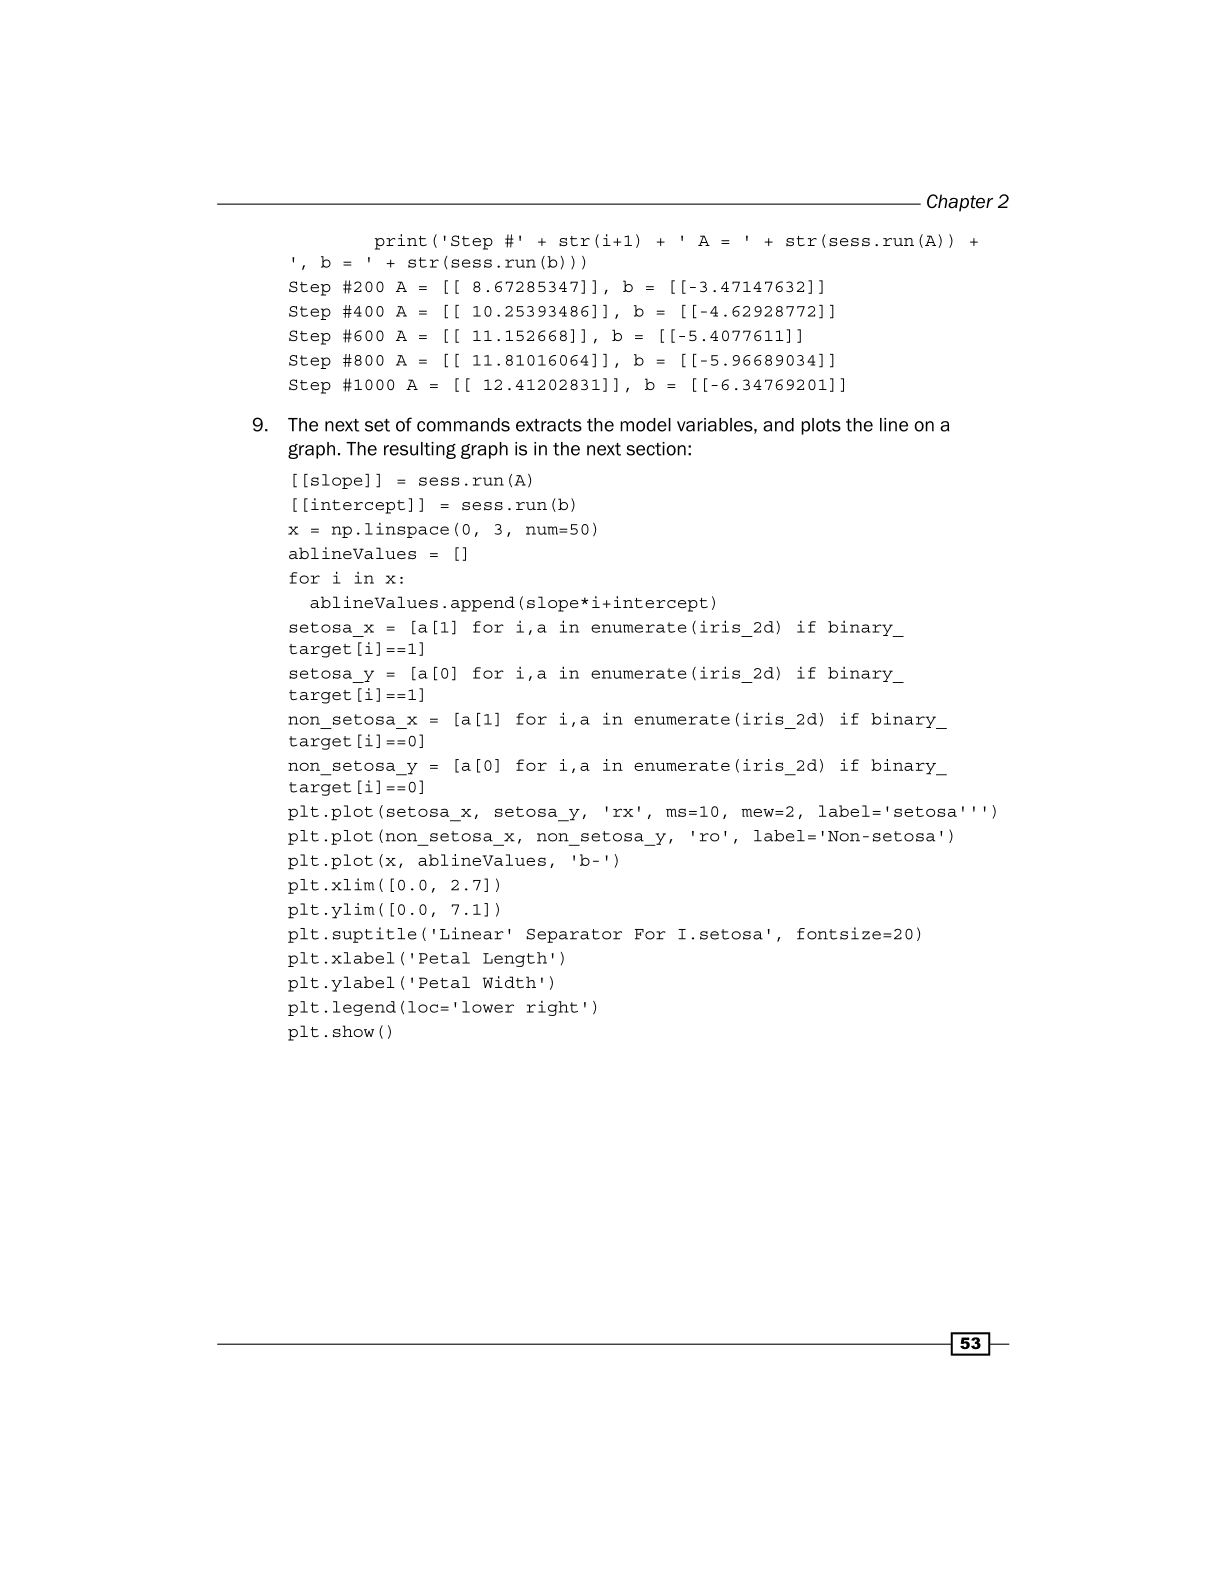 Chapter 2
print('Step #' + str(i+1) + ' A = ' + str(sess.run(A)) +
', b = ' + str(sess.run(b)))
Step #200 A = [[ 8.67285347]], b = [[-3.47147632]]
Step #400 A = [[ 10.25393486]], b = [[-4.62928772]]
Step #600 A = [[ 11.152668]], b = [[-5.4077611]]
Step #800 A = [[ 11.81016064]], b = [[-5.96689034]]
Step #1000 A = [[ 12.41202831]], b = [[-6.34769201]]
9. The next set of commands extracts the model variables, and plots the line on a
graph. The resulting graph is in the next section:
[[slope]] = sess.run(A)
[[intercept]] = sess.run(b)
x = np.linspace(0, 3, num=50)
ablineValues = []
for i in x:
  ablineValues.append(slope*i+intercept)
setosa_x = [a[1] for i,a in enumerate(iris_2d) if binary_
target[i]==1]
setosa_y = [a[0] for i,a in enumerate(iris_2d) if binary_
target[i]==1]
non_setosa_x = [a[1] for i,a in enumerate(iris_2d) if binary_
target[i]==0]
non_setosa_y = [a[0] for i,a in enumerate(iris_2d) if binary_
target[i]==0]
plt.plot(setosa_x, setosa_y, 'rx', ms=10, mew=2, label='setosa''')
plt.plot(non_setosa_x, non_setosa_y, 'ro', label='Non-setosa')
plt.plot(x, ablineValues, 'b-')
plt.xlim([0.0, 2.7])
plt.ylim([0.0, 7.1])
plt.suptitle('Linear' Separator For I.setosa', fontsize=20)
plt.xlabel('Petal Length')
plt.ylabel('Petal Width')
plt.legend(loc='lower right')
plt.show()
53